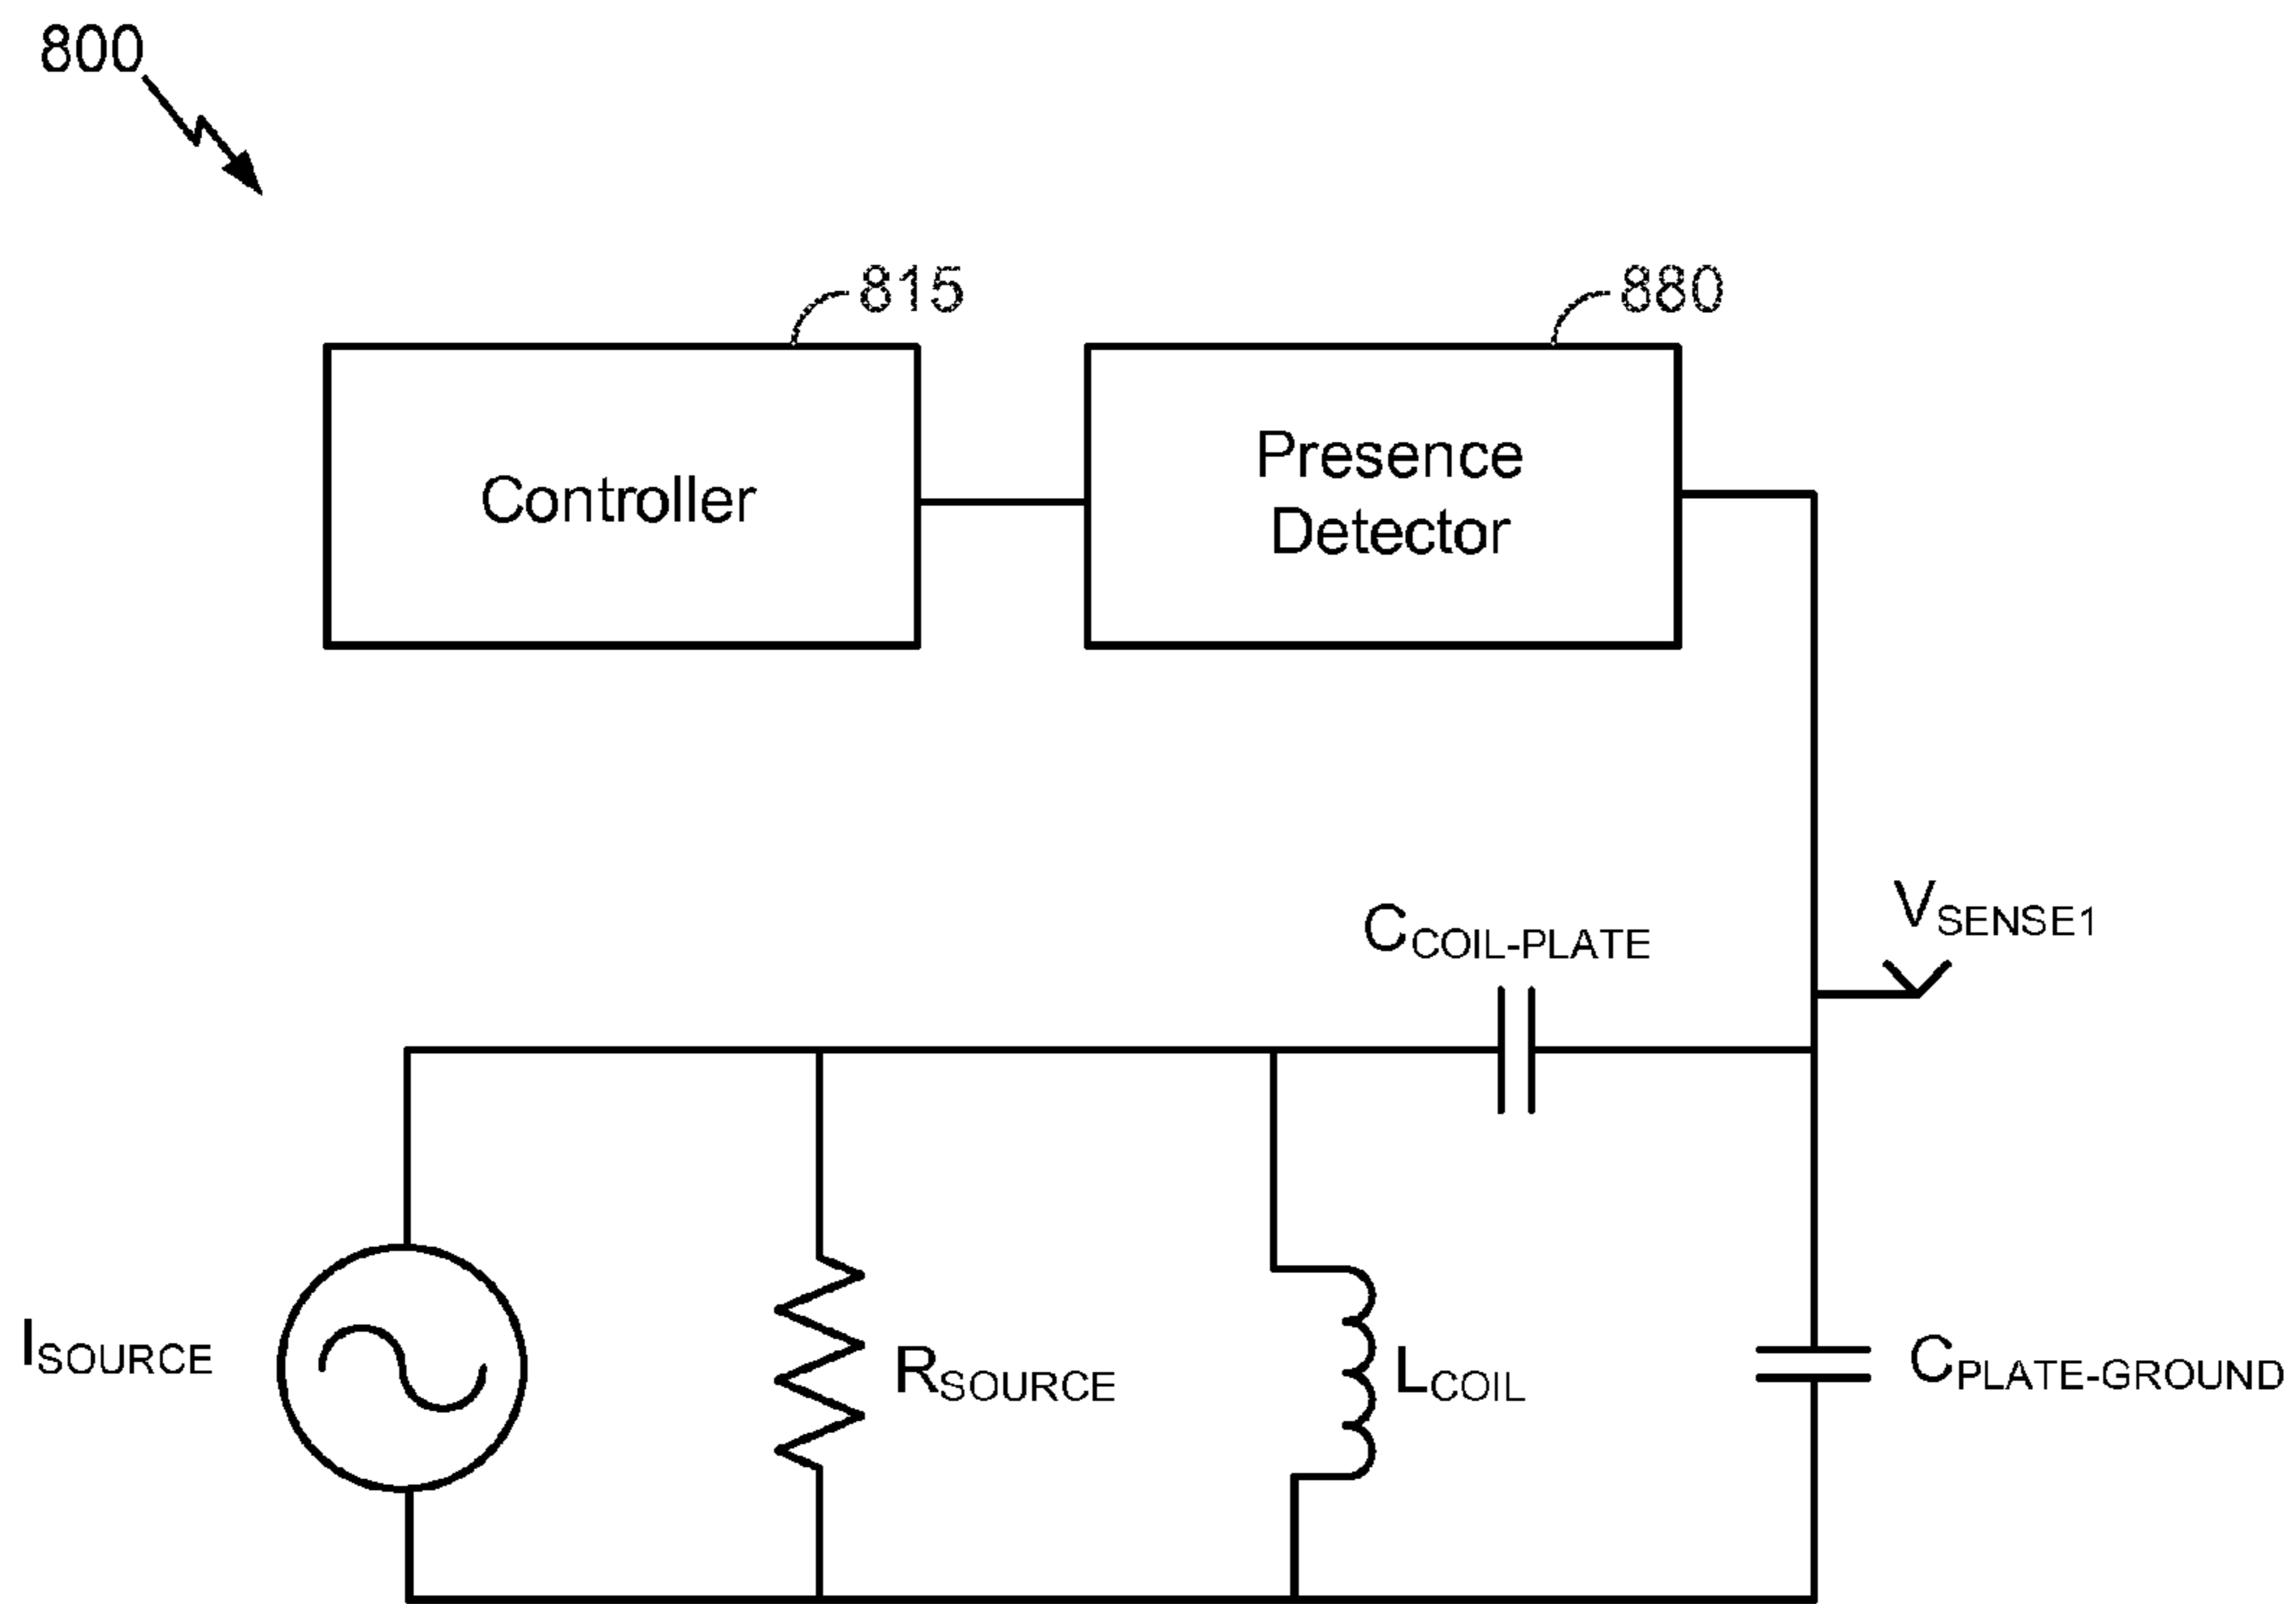 800
815
880
Controller
Presence
Detector
VSENSE1
CCOIL-PLATE
ISOURCE
RSOURCE
LCOIL
CPLATE-GROUND